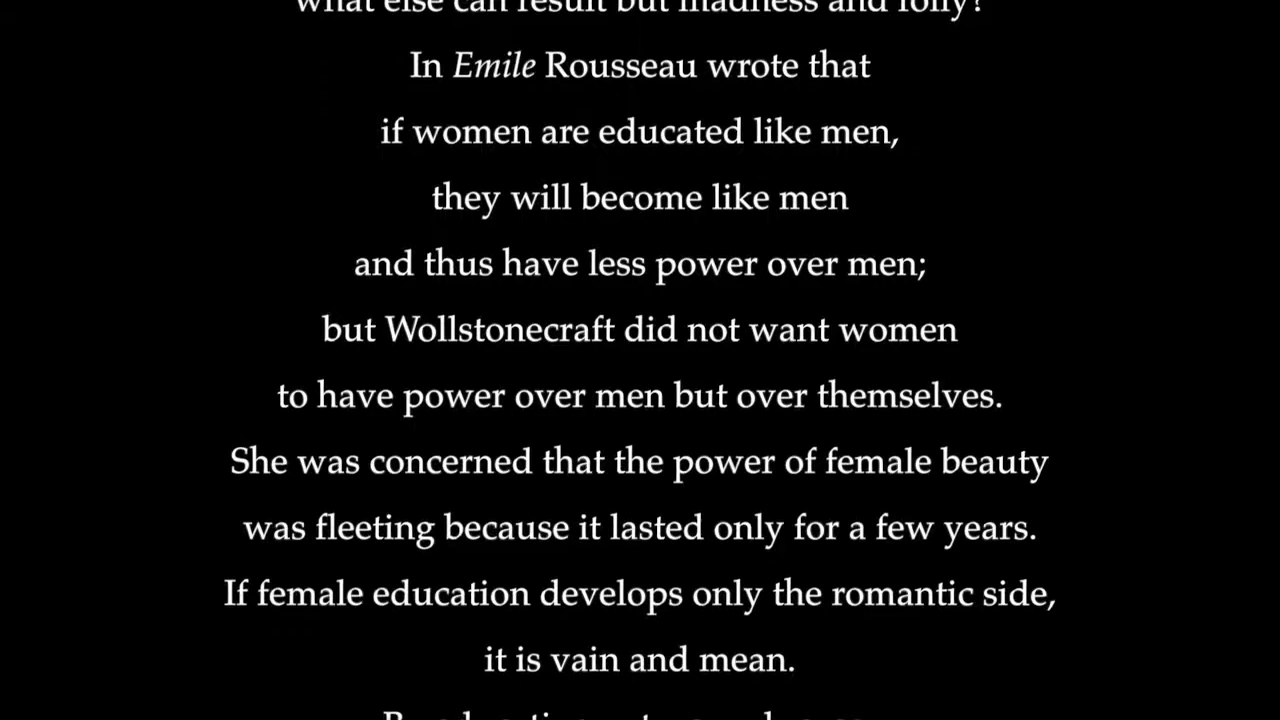 what else can result but madness and folly?
In Emile Rousseau wrote that
if women are educated like men,
they will become like men
and thus have less power over men;
but Wollstonecraft did not want women
to have power over men but over themselves.
She was concerned that the power of female beauty
was fleeting because it lasted only for a few years.
If female education develops only the romantic side,
it is vain and mean.